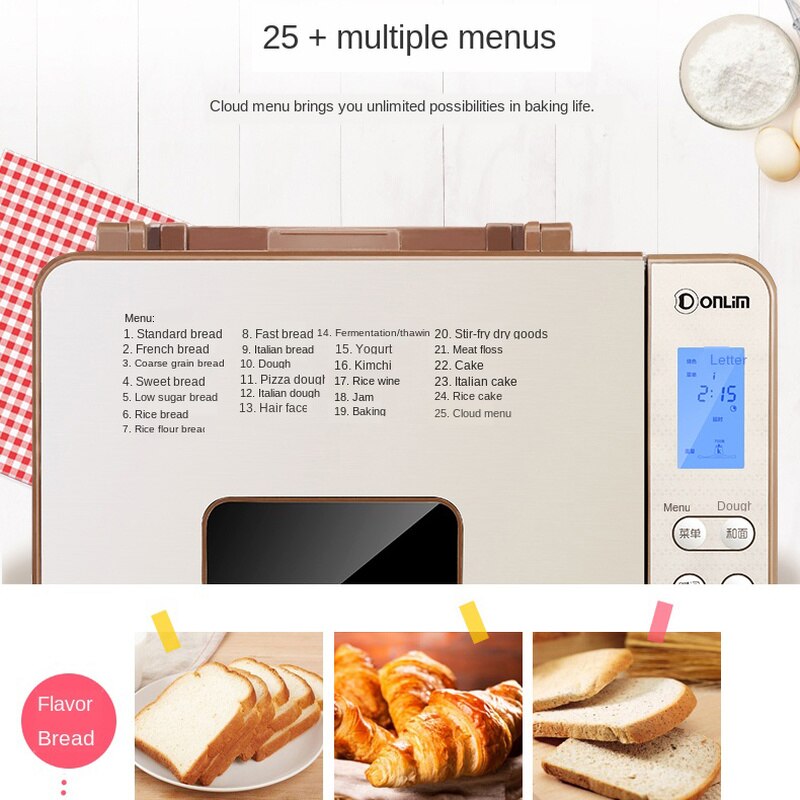 25 + multiple menus
Cloud menu brings you unlimited possibilities in baking life.
Menu:
1. Standard bread
2. French bread
3. Coarse grain bread
4. Sweet bread
5. Low sugar bread
6. Rice bread
7. Rice flour bread
8. Fast bread
9. Italian bread
10. Dough
11. Pizza dough
12. Italian dough
13. Hair face
14. Fermentation/thawin
15. Yogurt
16. Kimchi
17. Rice wine
18. Jam
19. Baking
20. Stir-fry dry goods
21. Meat floss
22. Cake
23. Italian cake
24. Rice cake
25. Cloud menu
DONLIM
Letter
2:15
Menu Dough
菜单 和面
Flavor
Bread